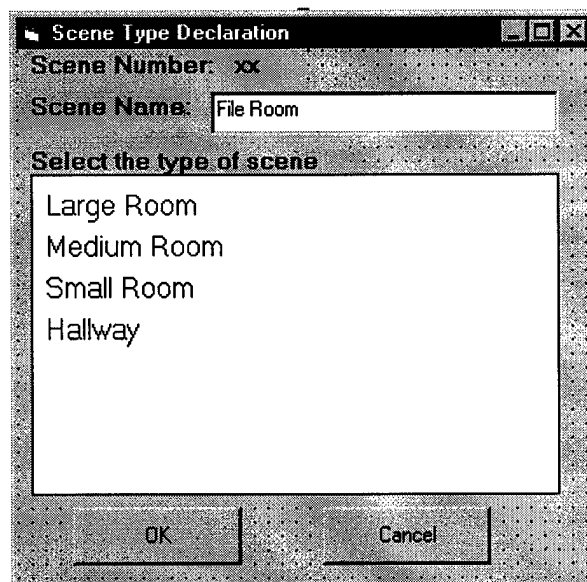 Scene Type Declaration
Scene Number: xx
Scene Name: File Room
Select the type of scene
Large Room
Medium Room
Small Room
Hallway
OK Cancel